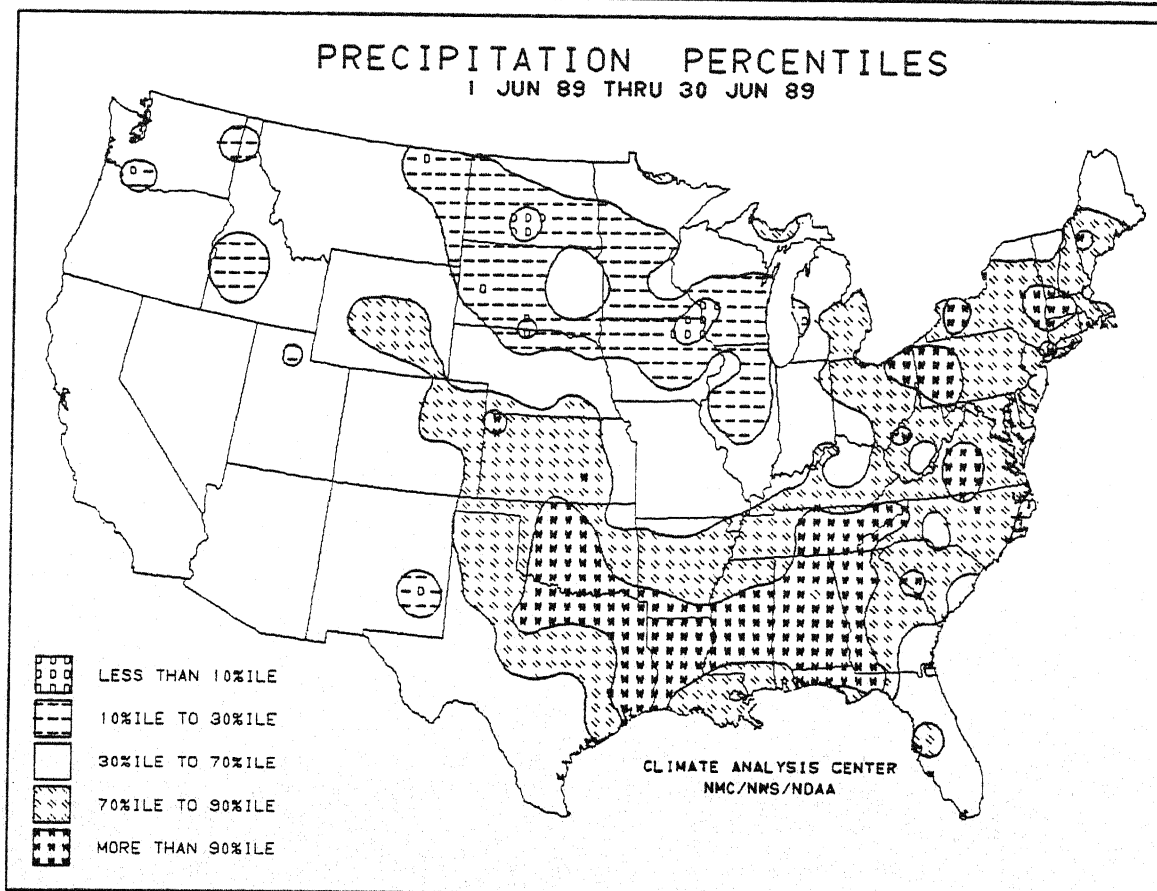 PRECIPITATION PERCENTILES
1 JUN 89 THRU 30 JUN 89
LESS THAN 10%ILE
10%ILE TO 30%ILE
30%ILE TO 70%ILE
70%ILE TO 90%ILE
MORE THAN 90%ILE
CLIMATE ANALYSIS CENTER
NMC/NWS/NOAA